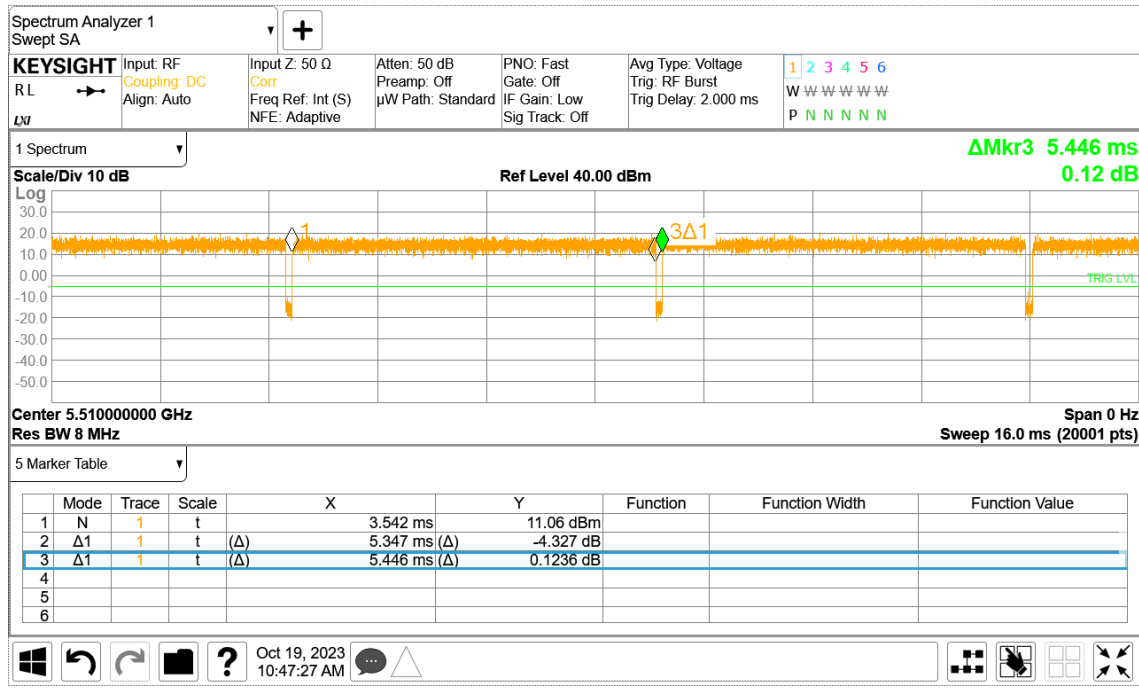 Spectrum Analyzer 1
Swept SA
KEYSIGHT
RL
LXI
Input: RF
Coupling: DC
Align: Auto
Input Z: 50 Ω
Corr
Freq Ref: Int (S)
NFE: Adaptive
Atten: 50 dB
Preamp: Off
µW Path: Standard
PNO: Fast
Gate: Off
IF Gain: Low
Sig Track: Off
Avg Type: Voltage
Trig: RF Burst
Trig Delay: 2.000 ms
1 2 3 4 5 6
W W W W W W
P N N N N N
1 Spectrum
ΔMkr3 5.446 ms
0.12 dB
Scale/Div 10 dB
Ref Level 40.00 dBm
Log
30.0
20.0
10.0
0.00
-10.0
-20.0
-30.0
-40.0
-50.0
1
3Δ1
TRIG LVL
Center 5.510000000 GHz
Span 0 Hz
Res BW 8 MHz
Sweep 16.0 ms (20001 pts)
5 Marker Table
Mode Trace Scale X Y Function Function Width Function Value
1 N 1 t 3.542 ms 11.06 dBm
2 Δ1 1 t (Δ) 5.347 ms (Δ) -4.327 dB
3 Δ1 1 t (Δ) 5.446 ms (Δ) 0.1236 dB
4
5
6
?
Oct 19, 2023
10:47:27 AM